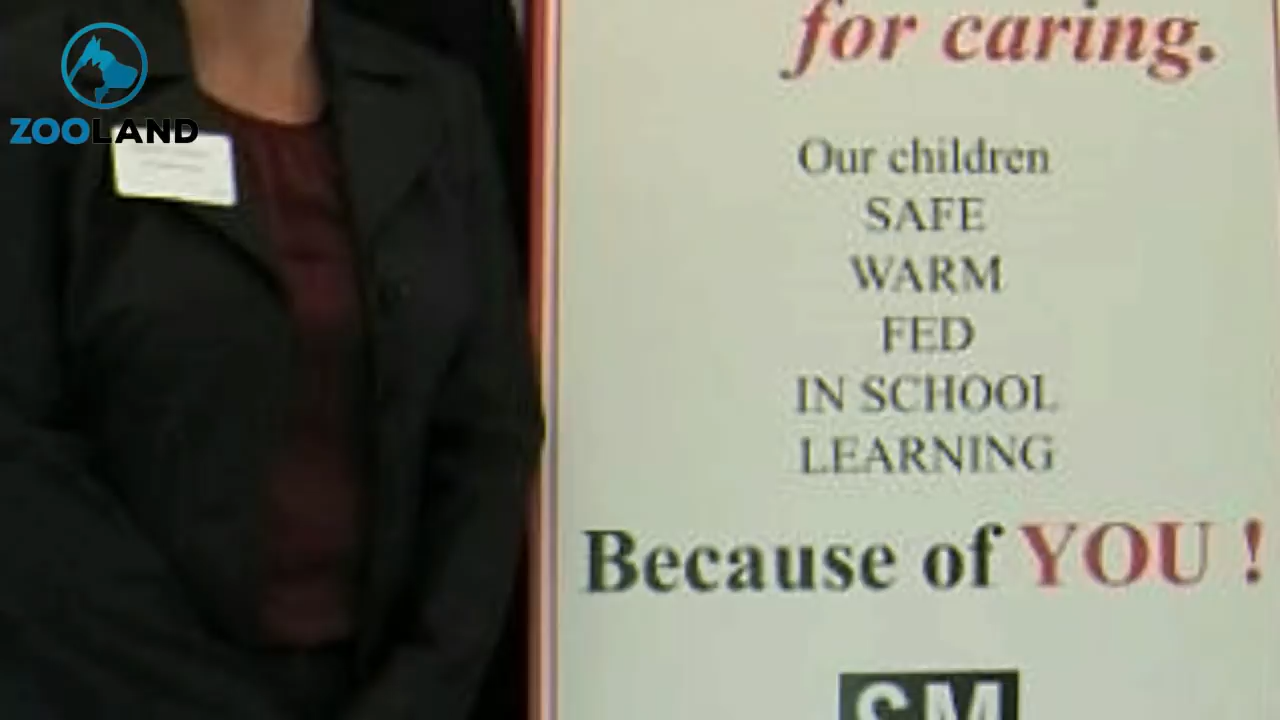 ZOOLAND
for caring.
Our children
SAFE
WARM
FED
IN SCHOOL
LEARNING
Because of YOU !